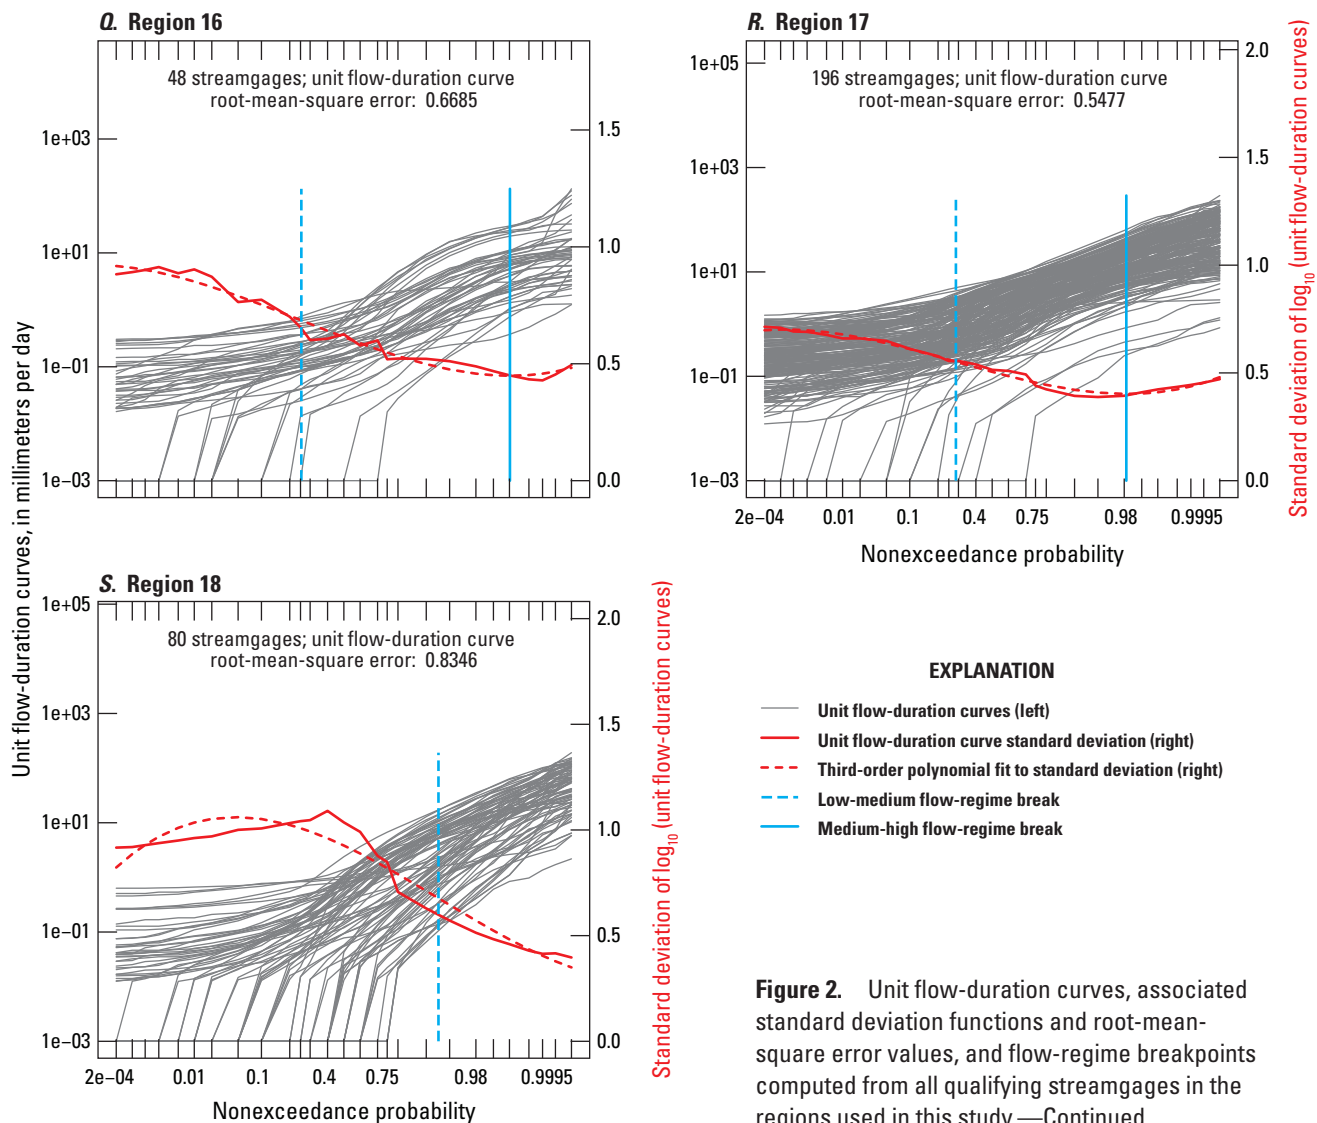 Q. Region 16
48 streamgages; unit flow-duration curve
root-mean-square error: 0.6685
1e+03
1e+01
1e−01
1e−03
1.5
1.0
0.5
0.0
R. Region 17
196 streamgages; unit flow-duration curve
root-mean-square error: 0.5477
1e+05
1e+03
1e+01
1e−01
1e−03
2.0
1.5
1.0
0.5
0.0
Standard deviation of log10 (unit flow-duration curves)
2e−04 0.01 0.1 0.4 0.75 0.98 0.9995
Nonexceedance probability
Unit flow-duration curves, in millimeters per day
S. Region 18
80 streamgages; unit flow-duration curve
root-mean-square error: 0.8346
1e+05
1e+03
1e+01
1e−01
1e−03
2.0
1.5
1.0
0.5
0.0
Standard deviation of log10 (unit flow-duration curves)
2e−04 0.01 0.1 0.4 0.75 0.98 0.9995
Nonexceedance probability
EXPLANATION
Unit flow-duration curves (left)
Unit flow-duration curve standard deviation (right)
Third-order polynomial fit to standard deviation (right)
Low-medium flow-regime break
Medium-high flow-regime break
Figure 2. Unit flow-duration curves, associated
standard deviation functions and root-mean-
square error values, and flow-regime breakpoints
computed from all qualifying streamgages in the
regions used in this study.—Continued